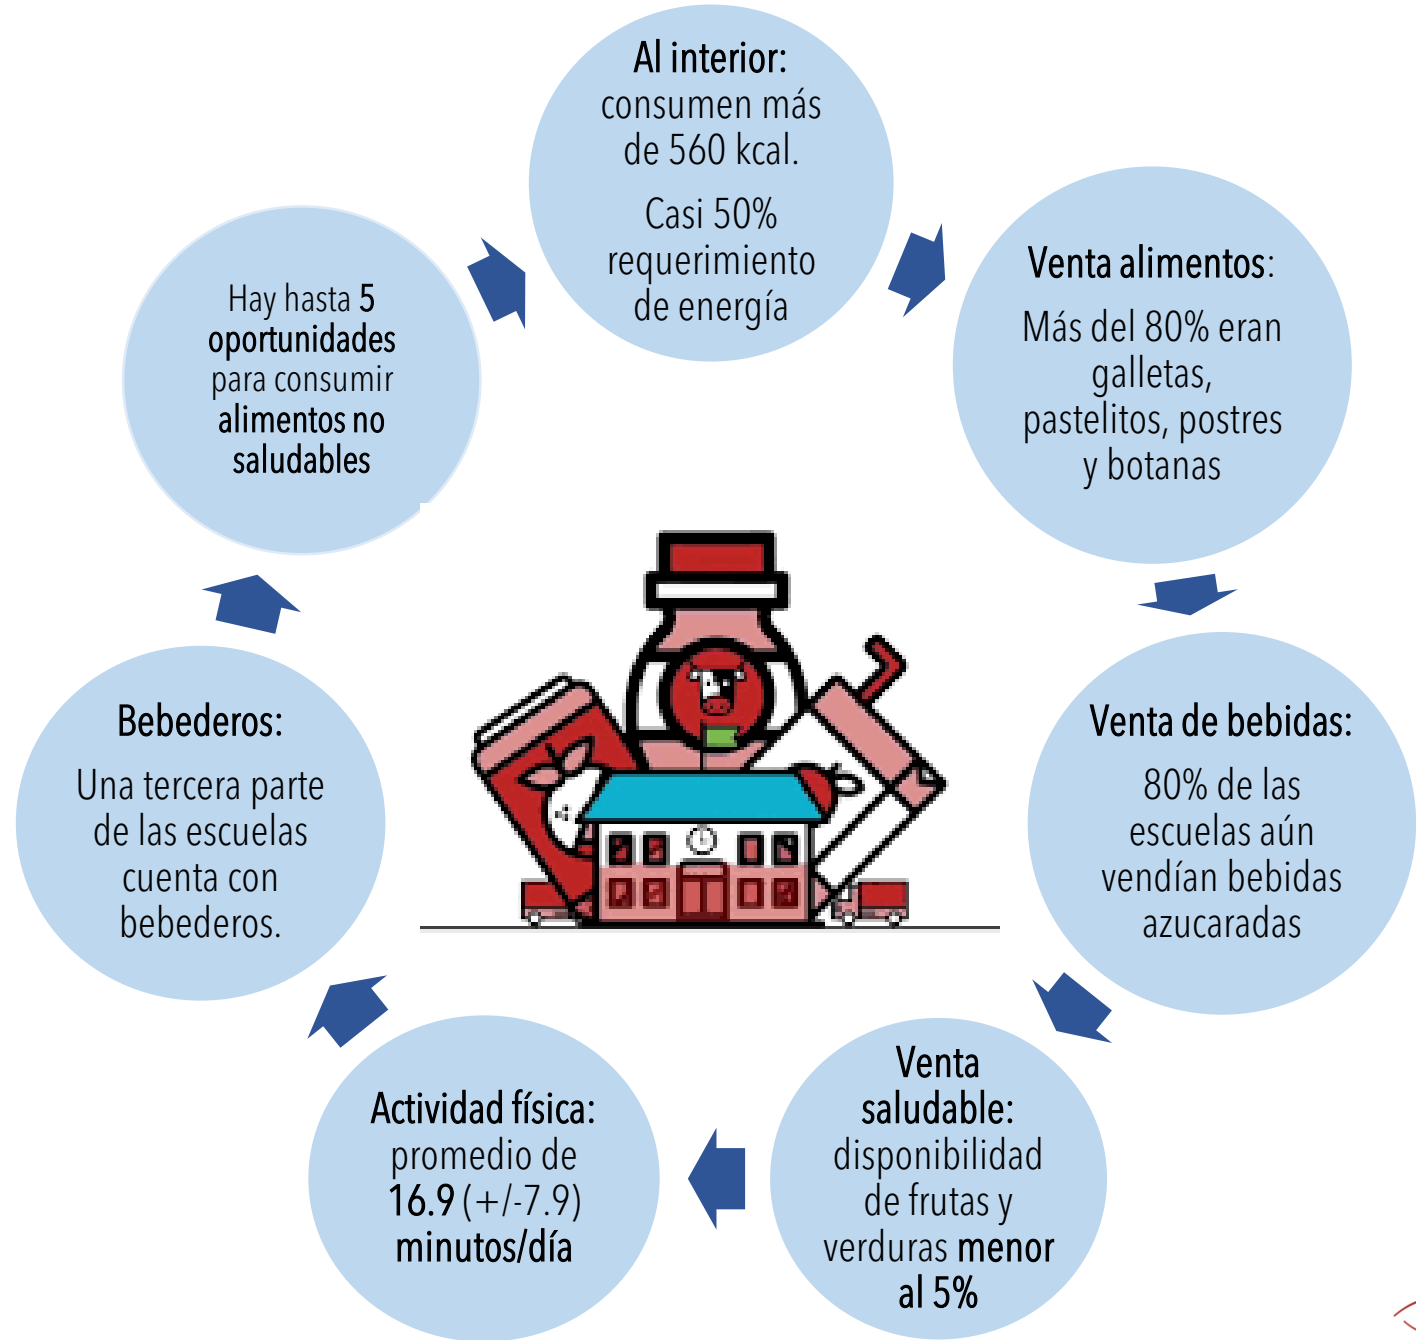 Al interior:
consumen más
de 560 kcal.
Casi 50%
requerimiento
de energía
Venta alimentos:
Más del 80% eran
galletas,
pastelitos, postres
y botanas
Venta de bebidas:
80% de las
escuelas aún
vendían bebidas
azucaradas
Venta
saludable:
disponibilidad
de frutas y
verduras menor
al 5%
Actividad física:
promedio de
16.9 (+/-7.9)
minutos/día
Bebederos:
Una tercera parte
de las escuelas
cuenta con
bebederos.
Hay hasta 5
oportunidades
para consumir
alimentos no
saludables